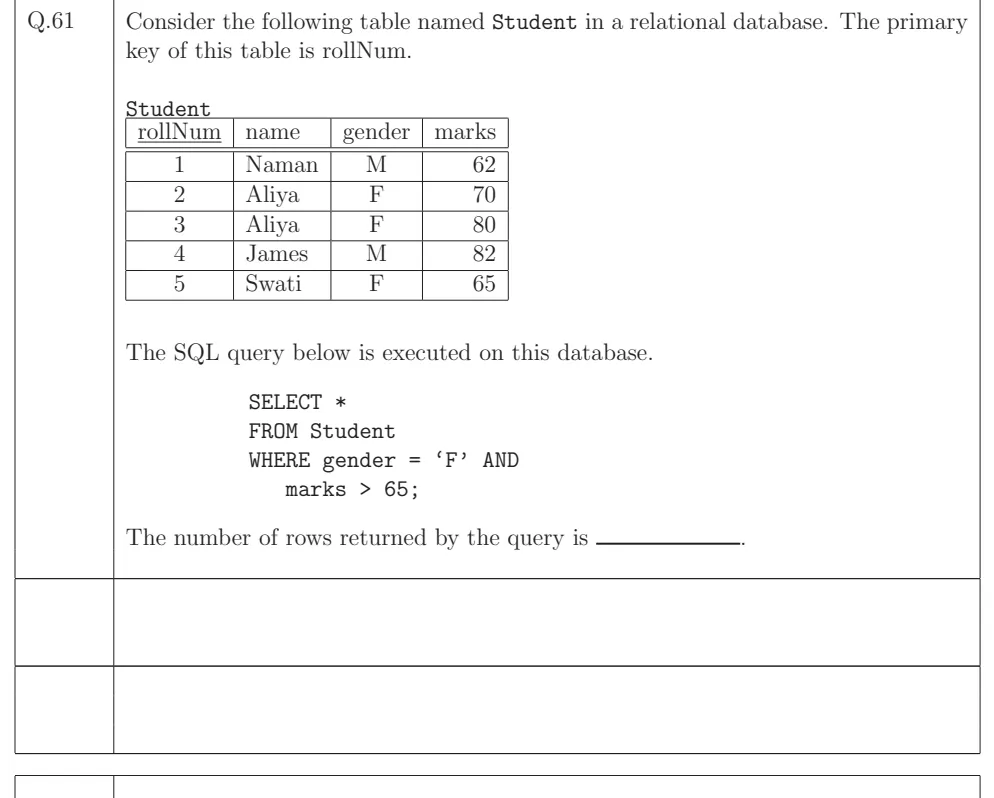 Q.61
Consider the following table named Student in a relational database. The primary
key of this table is rollNum.
Student
rollNum name gender marks
1 Naman M 62
2 Aliya F 70
3 Aliya F 80
4 James M 82
5 Swati F 65
The SQL query below is executed on this database.
SELECT *
FROM Student
WHERE gender = ‘F’ AND
marks > 65;
The number of rows returned by the query is ___________.